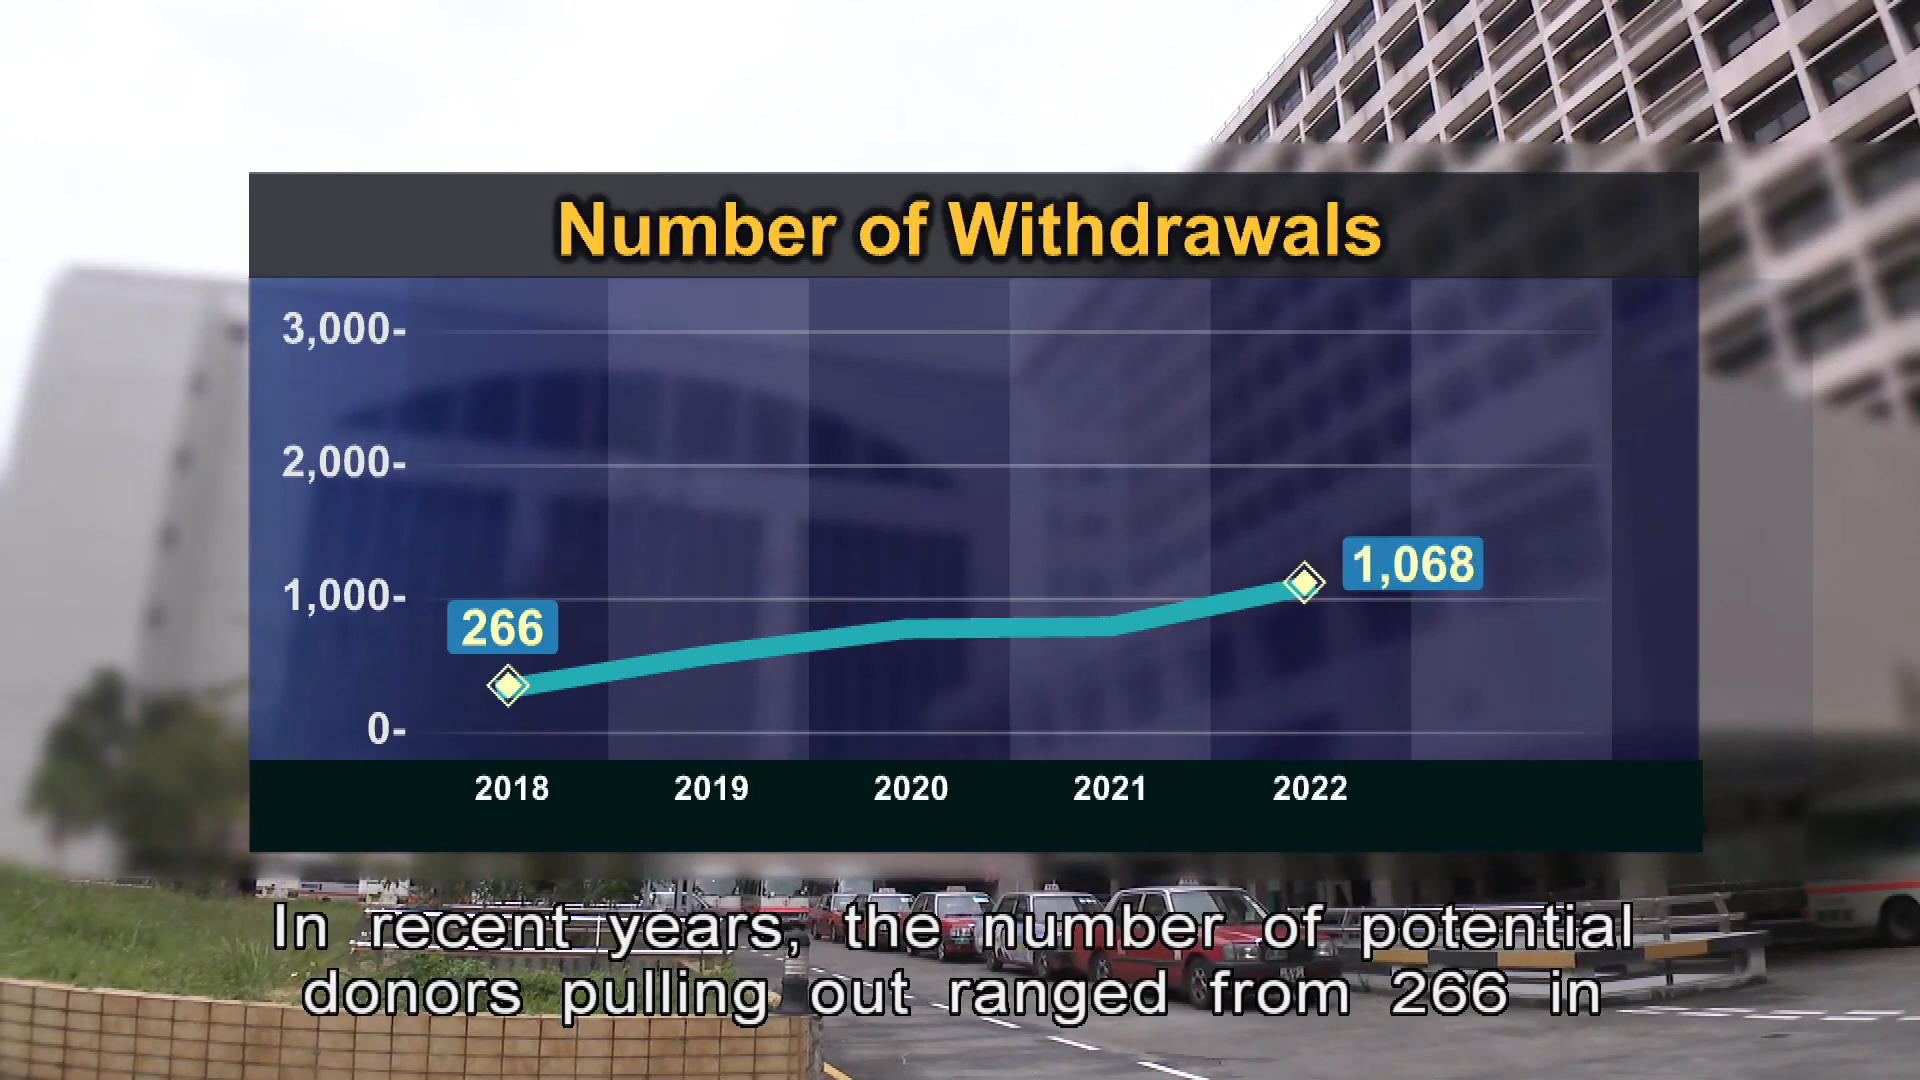 Number of Withdrawals
3,000-
2,000-
1,000-
0-
266
1,068
2018 2019 2020 2021 2022
In recent years, the number of potential
donors pulling out ranged from 266 in